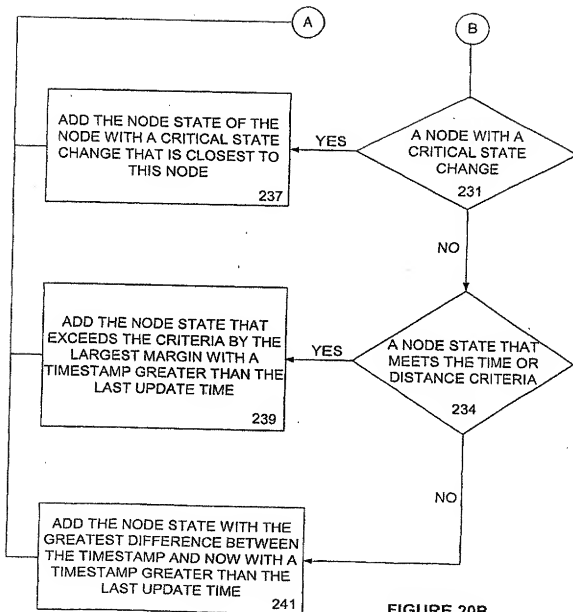 A
B
ADD THE NODE STATE OF THE
NODE WITH A CRITICAL STATE
CHANGE THAT IS CLOSEST TO
THIS NODE
237
YES
A NODE WITH A
CRITICAL STATE
CHANGE
231
NO
ADD THE NODE STATE THAT
EXCEEDS THE CRITERIA BY THE
LARGEST MARGIN WITH A
TIMESTAMP GREATER THAN THE
LAST UPDATE TIME
239
YES
A NODE STATE THAT
MEETS THE TIME OR
DISTANCE CRITERIA
234
NO
ADD THE NODE STATE WITH THE
GREATEST DIFFERENCE BETWEEN
THE TIMESTAMP AND NOW WITH A
TIMESTAMP GREATER THAN THE
LAST UPDATE TIME
241
FIGURE 20B